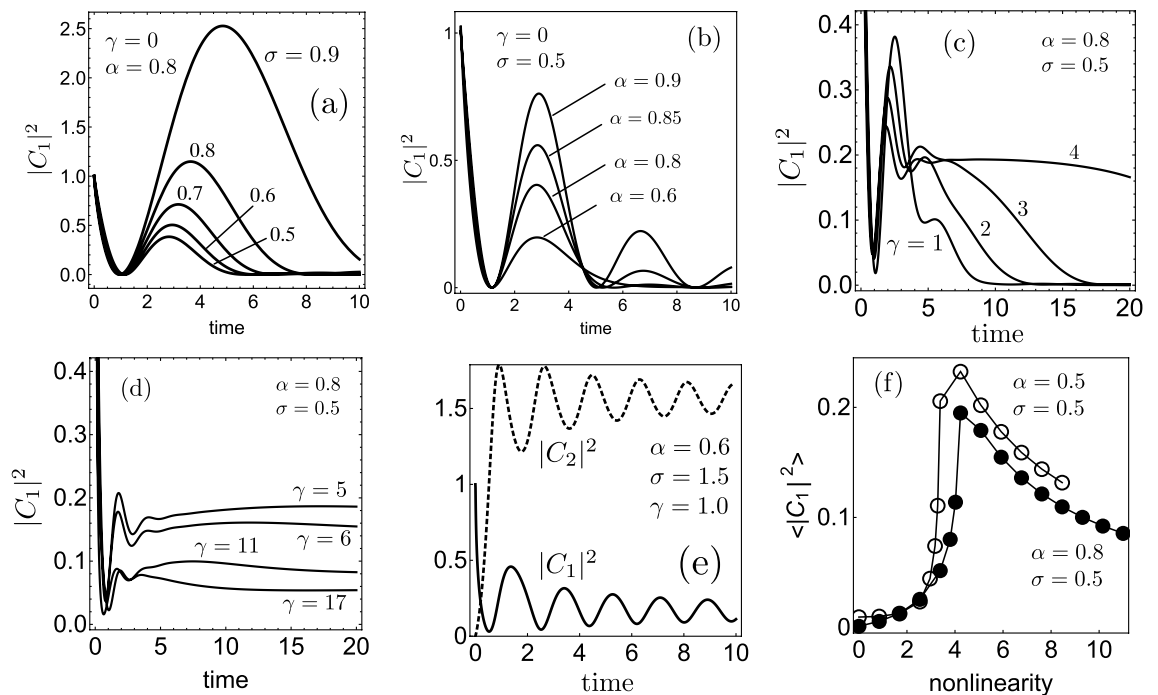 2.5
2.0
1.5
1.0
0.5
0.0
|C₁|²
γ = 0
α = 0.8
σ = 0.9
(a)
0.8
0.7
0.6
0.5
0 2 4 6 8 10
time
1
0.5
0
|C₁|²
γ = 0
σ = 0.5
(b)
α = 0.9
α = 0.85
α = 0.8
α = 0.6
0 2 4 6 8 10
time
0.4
0.3
0.2
0.1
0.0
|C₁|²
(c)
α = 0.8
σ = 0.5
4
3
2
γ = 1
0 5 10 15 20
time
0.4
0.3
0.2
0.1
0.0
|C₁|²
(d)
α = 0.8
σ = 0.5
γ = 5
γ = 6
γ = 11
γ = 17
0 5 10 15 20
time
1.5
1
0.5
0
|C₂|²
α = 0.6
σ = 1.5
γ = 1.0
|C₁|²
(e)
0 2 4 6 8 10
time
0.2
0.1
<|C₁|²>
(f)
α = 0.5
σ = 0.5
α = 0.8
σ = 0.5
0 2 4 6 8 10
nonlinearity